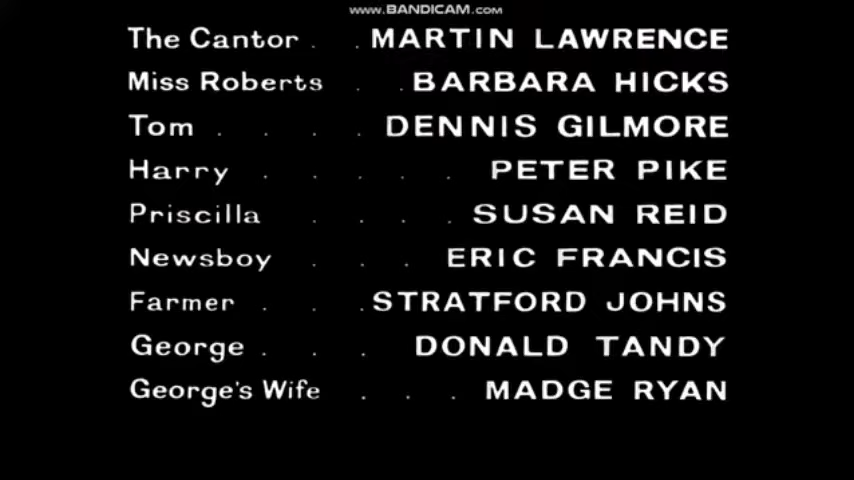 WWW.BANDICAM.COM
The Cantor . . MARTIN LAWRENCE
Miss Roberts . . BARBARA HICKS
Tom . . . . DENNIS GILMORE
Harry . . . . . PETER PIKE
Priscilla . . . . SUSAN REID
Newsboy . . . ERIC FRANCIS
Farmer . . . STRATFORD JOHNS
George . . . DONALD TANDY
George's Wife . . . MADGE RYAN